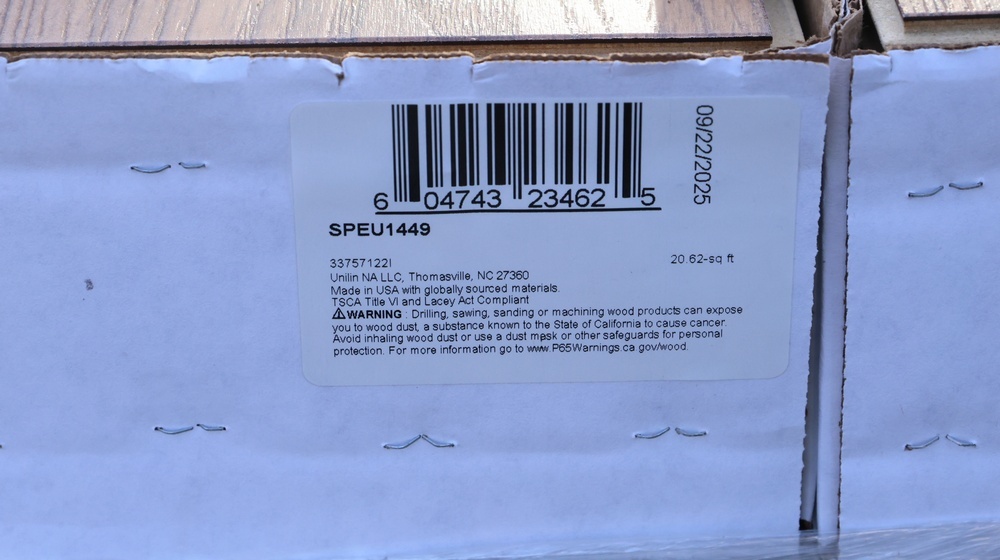 09/22/2025
6 04743 23462 5
SPEU1449
33757122I
20.62-sq ft
Unilin NA LLC, Thomasville, NC 27360
Made in USA with globally sourced materials.
TSCA Title VI and Lacey Act Compliant
⚠WARNING : Drilling, sawing, sanding or machining wood products can expose
you to wood dust, a substance known to the State of California to cause cancer.
Avoid inhaling wood dust or use a dust mask or other safeguards for personal
protection. For more information go to www.P65Warnings.ca.gov/wood.